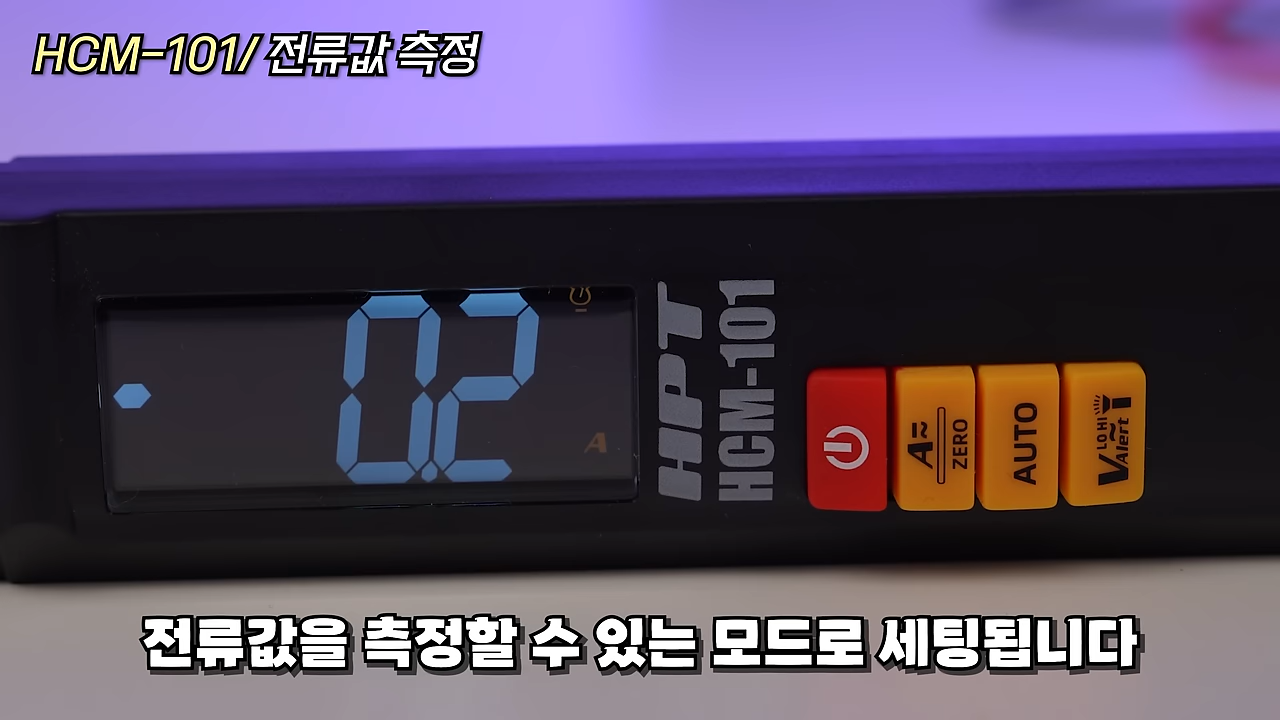 HCM-101/ 전류값 측정
0.2
A
HPT
HCM-101
A
ZERO
AUTO
LO HI
V Alert
전류값을 측정할 수 있는 모드로 세팅됩니다